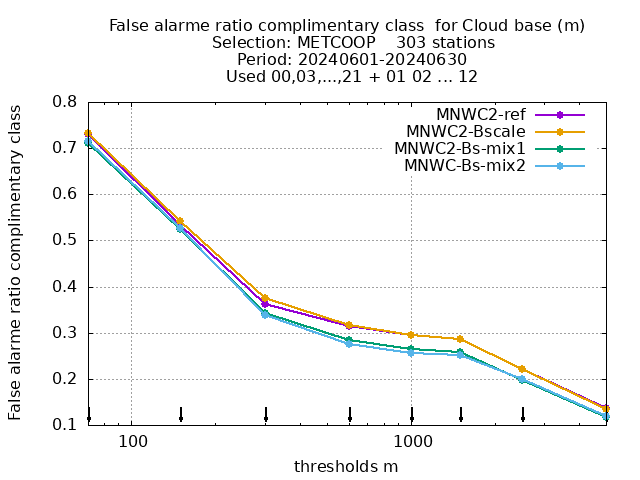 False alarme ratio complimentary class  for Cloud base (m)
Selection: METCOOP    303 stations
Period: 20240601-20240630
Used 00,03,...,21 + 01 02 ... 12
False alarme ratio complimentary class
0.8
0.7
0.6
0.5
0.4
0.3
0.2
0.1
MNWC2-ref
MNWC2-Bscale
MNWC2-Bs-mix1
MNWC-Bs-mix2
100
1000
thresholds m